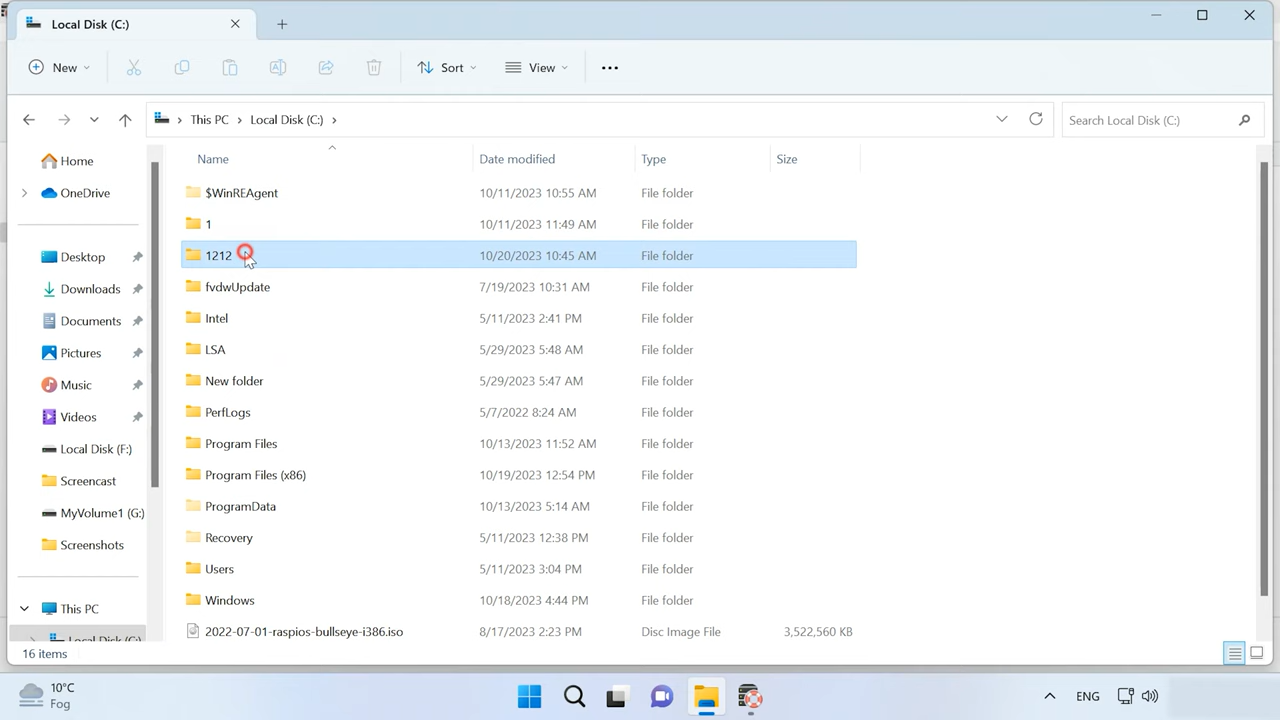 Local Disk (C:)
New Sort View
This PC Local Disk (C:) Search Local Disk (C:)
Home
OneDrive
Desktop
Downloads
Documents
Pictures
Music
Videos
Local Disk (F:)
Screencast
MyVolume1 (G:)
Screenshots
This PC
Local Disk (C:)
Name Date modified Type Size
$WinREAgent 10/11/2023 10:55 AM File folder
1 10/11/2023 11:49 AM File folder
1212 10/20/2023 10:45 AM File folder
fvdwUpdate 7/19/2023 10:31 AM File folder
Intel 5/11/2023 2:41 PM File folder
LSA 5/29/2023 5:48 AM File folder
New folder 5/29/2023 5:47 AM File folder
PerfLogs 5/7/2022 8:24 AM File folder
Program Files 10/13/2023 11:52 AM File folder
Program Files (x86) 10/19/2023 12:54 PM File folder
ProgramData 10/13/2023 5:14 AM File folder
Recovery 5/11/2023 12:38 PM File folder
Users 5/11/2023 3:04 PM File folder
Windows 10/18/2023 4:44 PM File folder
2022-07-01-raspios-bullseye-i386.iso 8/17/2023 2:23 PM Disc Image File 3,522,560 KB
16 items
10°C
Fog
ENG